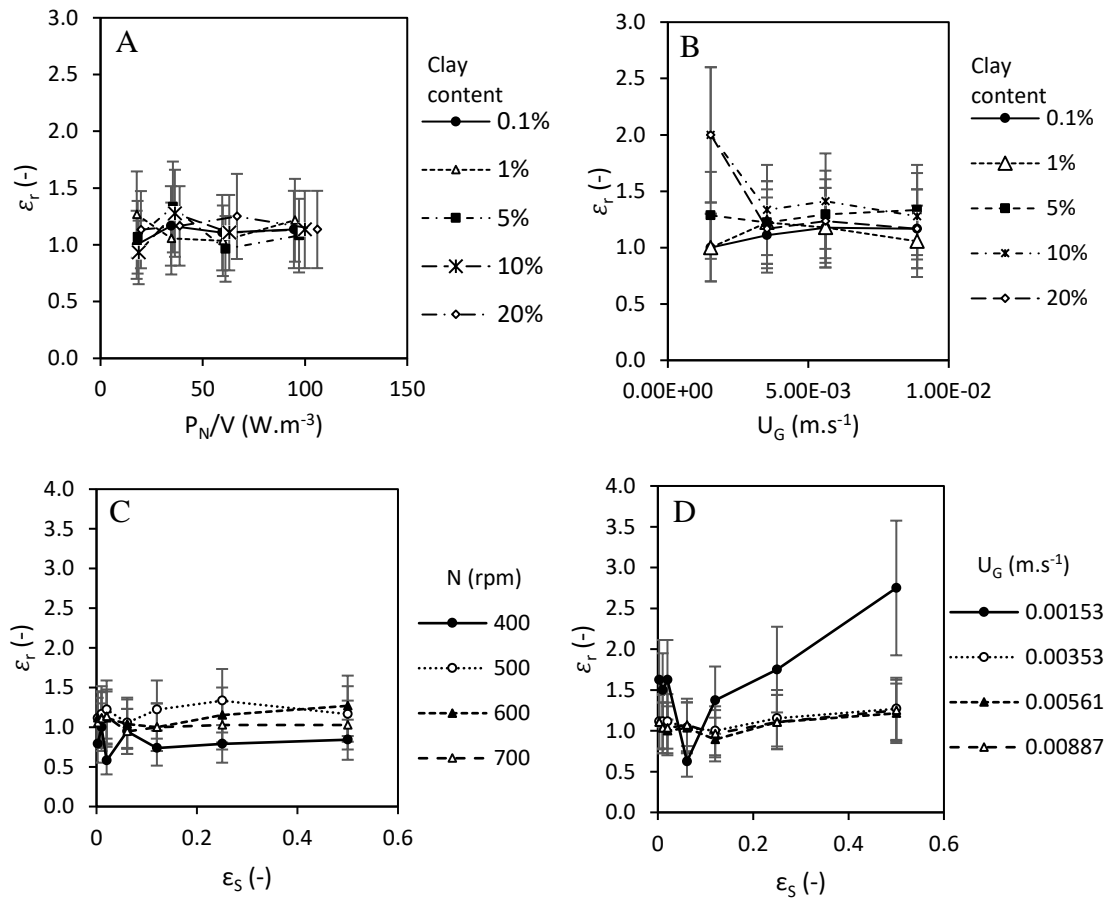 A
3.0
2.5
2.0
1.5
1.0
0.5
0.0
εr (-)
0 50 100 150
PN/V (W.m-3)
Clay
content
0.1%
1%
5%
10%
20%
B
3.0
2.5
2.0
1.5
1.0
0.5
0.0
εr (-)
0.00E+00 5.00E-03 1.00E-02
UG (m.s-1)
Clay
content
0.1%
1%
5%
10%
20%
C
4.0
3.5
3.0
2.5
2.0
1.5
1.0
0.5
0.0
εr (-)
0 0.2 0.4 0.6
εS (-)
N (rpm)
400
500
600
700
D
4.0
3.5
3.0
2.5
2.0
1.5
1.0
0.5
0.0
εr (-)
0 0.2 0.4 0.6
εS (-)
UG (m.s-1)
0.00153
0.00353
0.00561
0.00887